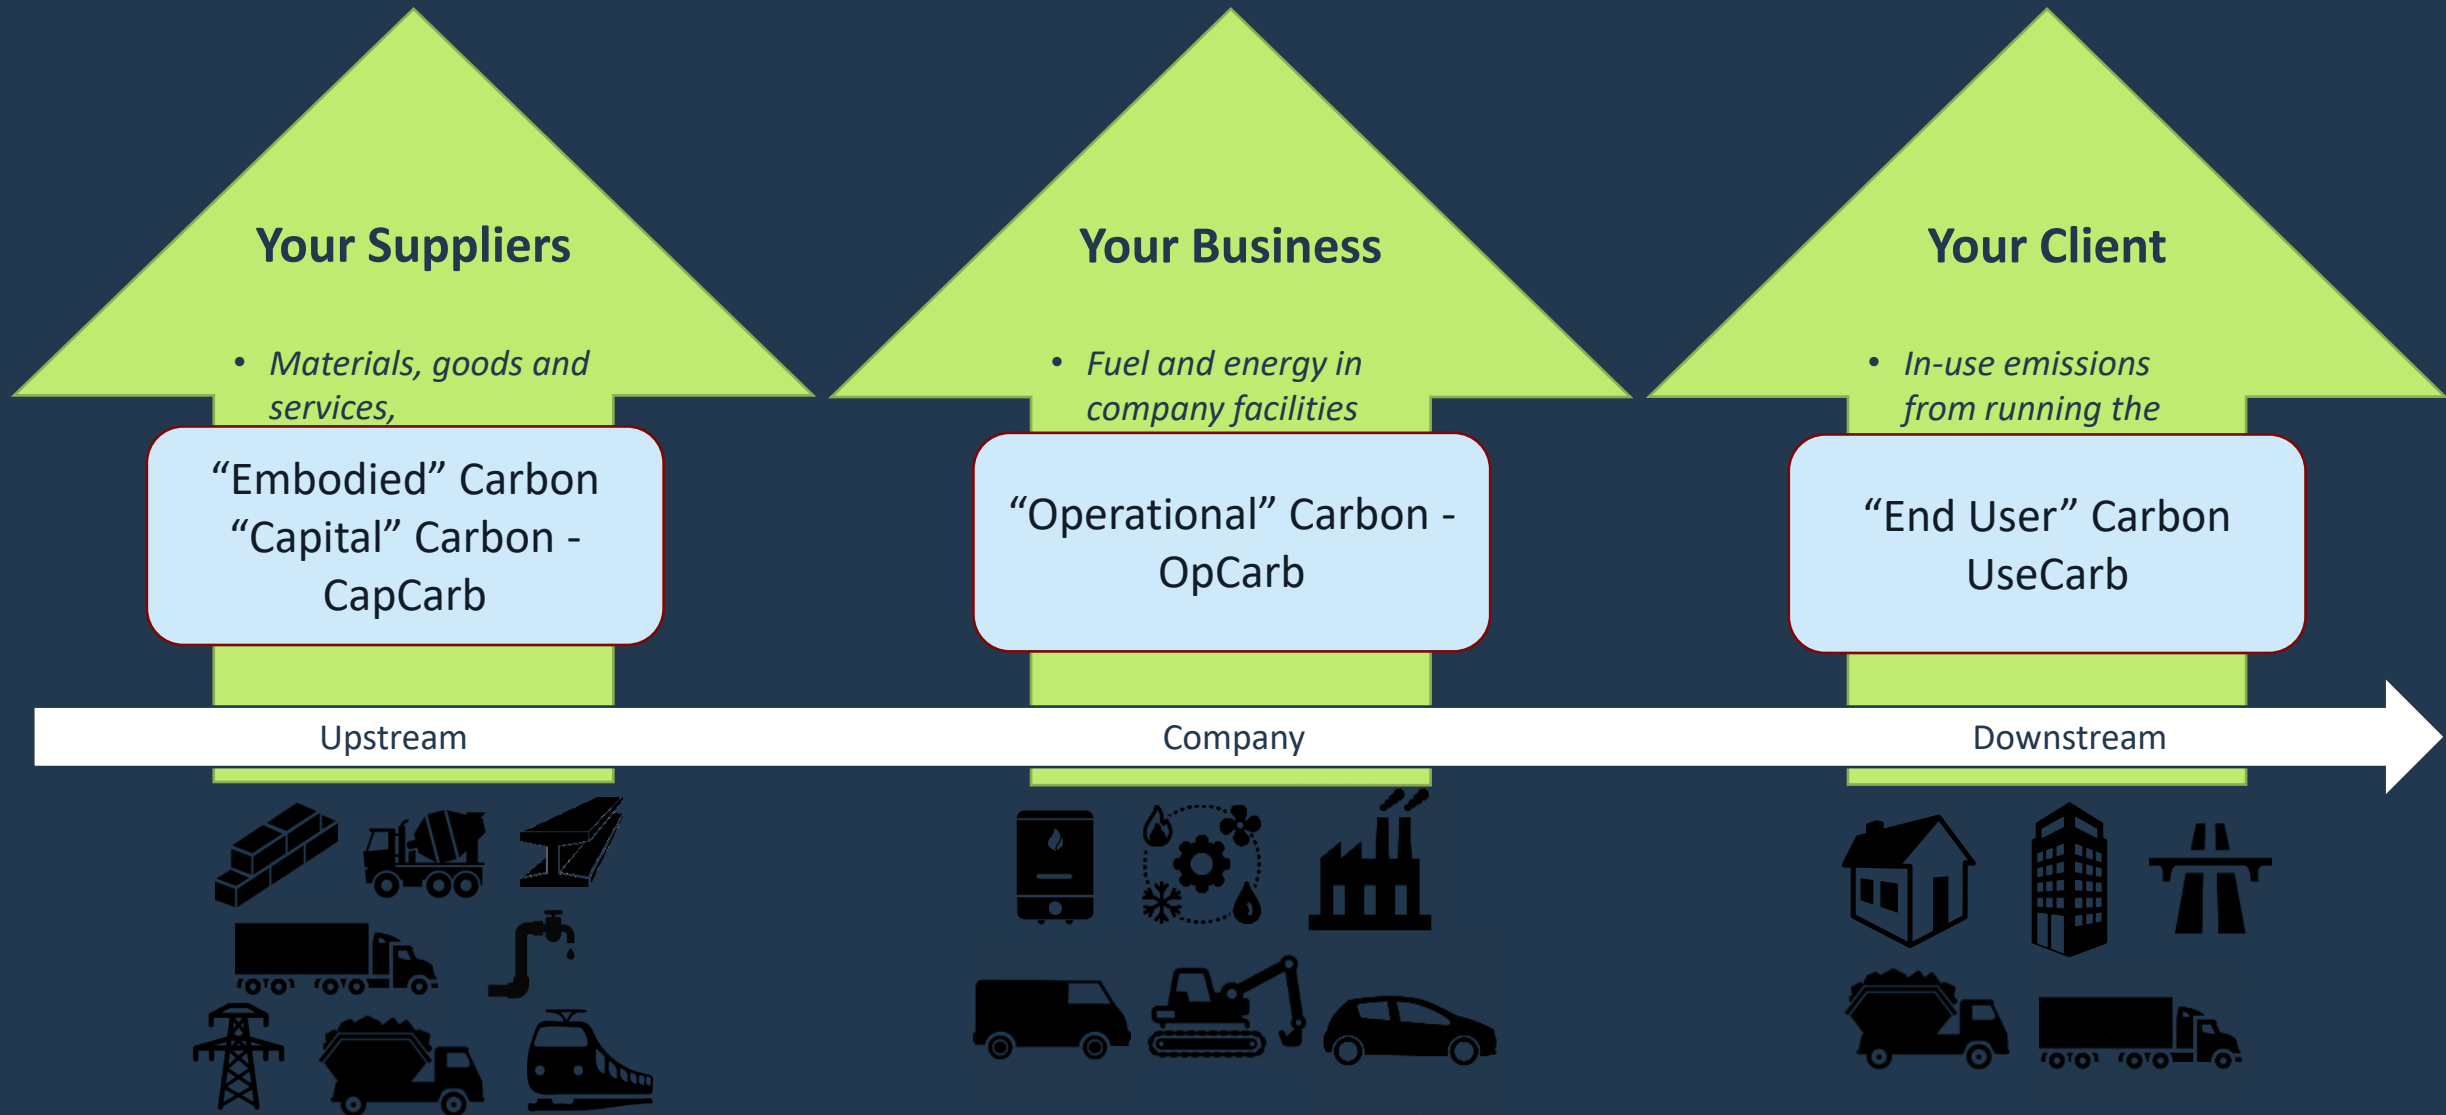 Your Suppliers
• Materials, goods and
services,
“Embodied” Carbon
“Capital” Carbon -
CapCarb
Your Business
• Fuel and energy in
company facilities
“Operational” Carbon -
OpCarb
Your Client
• In-use emissions
from running the
“End User” Carbon
UseCarb
Upstream
Company
Downstream